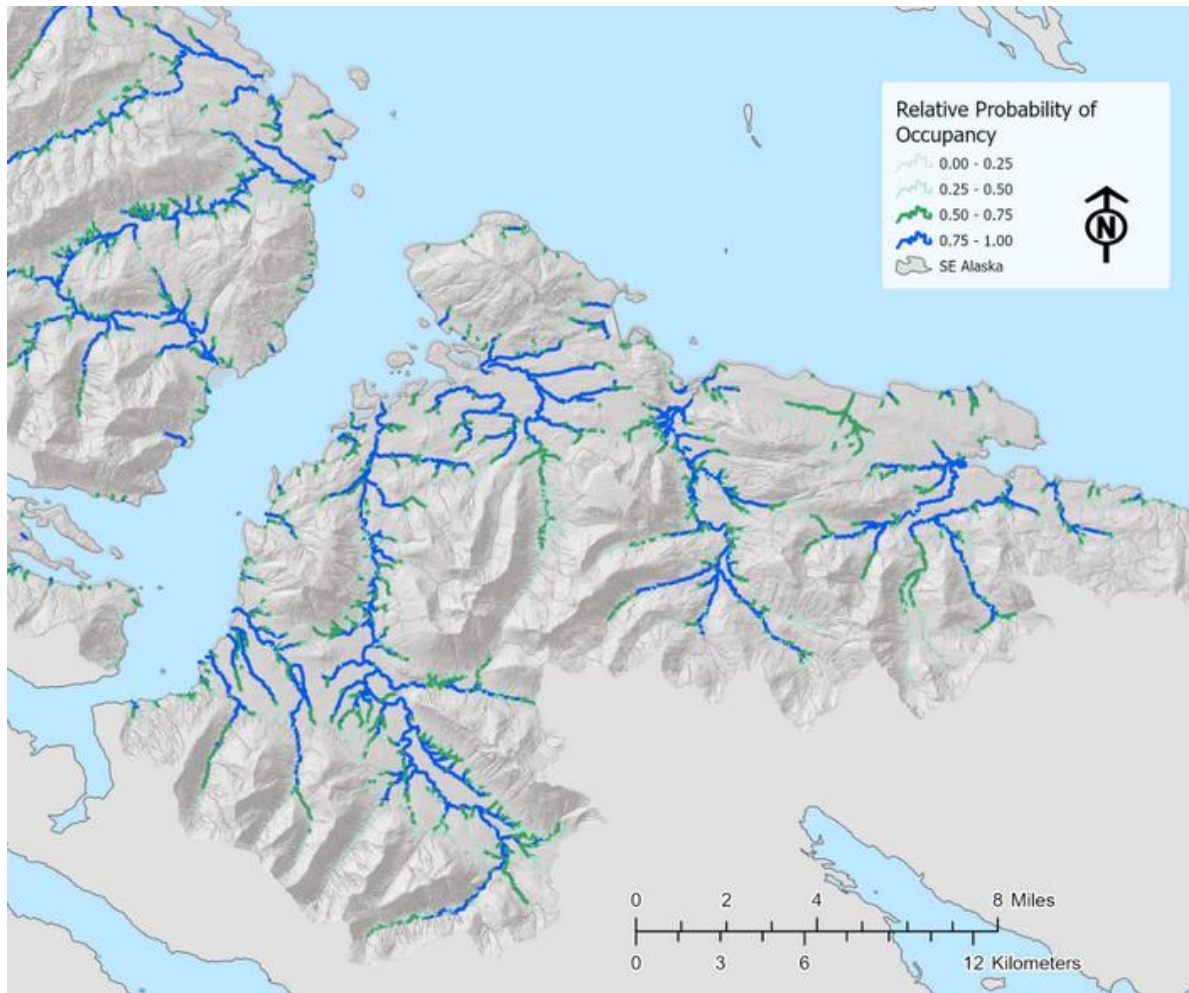 Relative Probability of
Occupancy
0.00 - 0.25
0.25 - 0.50
0.50 - 0.75
0.75 - 1.00
SE Alaska
N
0 2 4 8 Miles
0 3 6 12 Kilometers